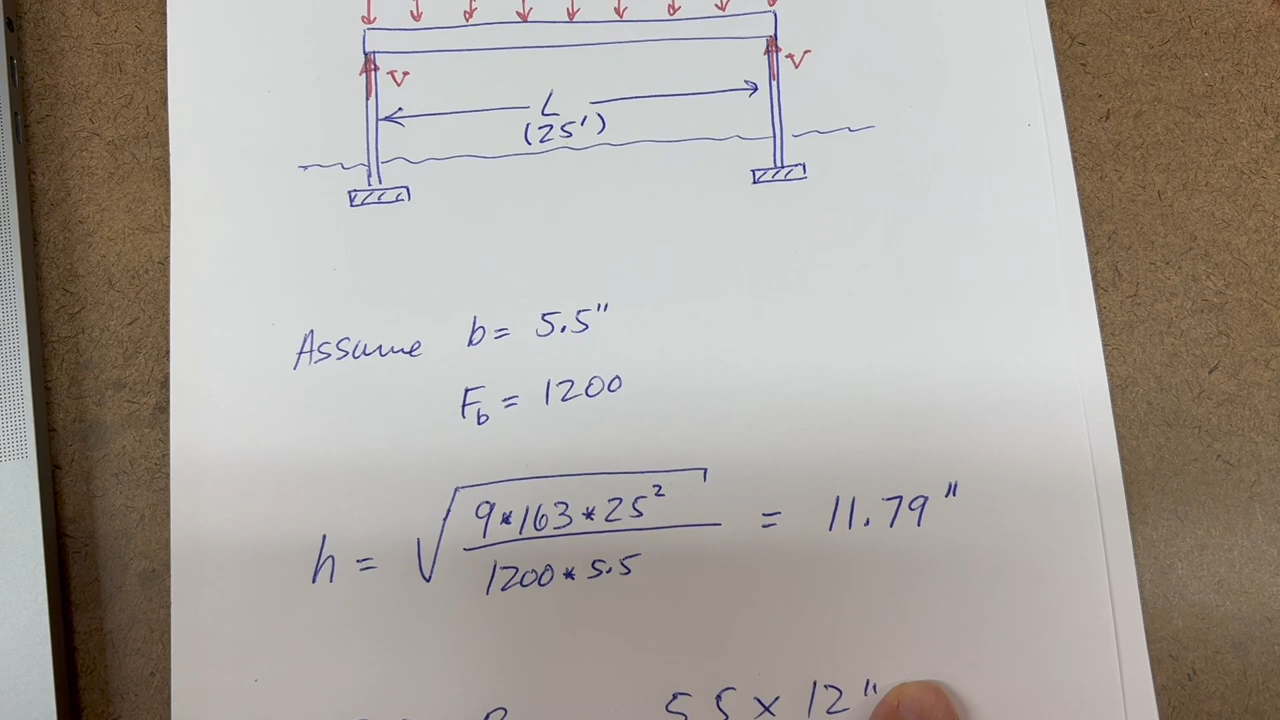 V V
L
(25')
Assume b = 5.5"
F_b = 1200
h = √(9*163*25²/1200*5.5) = 11.79"
5.5 x 12"